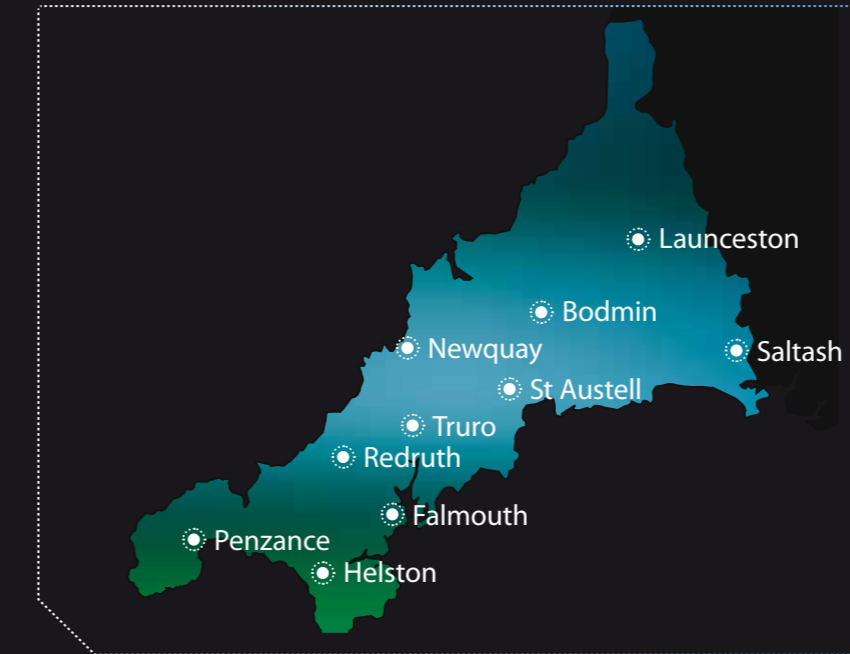 Launceston
Bodmin
Newquay
Saltash
St Austell
Truro
Redruth
Falmouth
Penzance
Helston